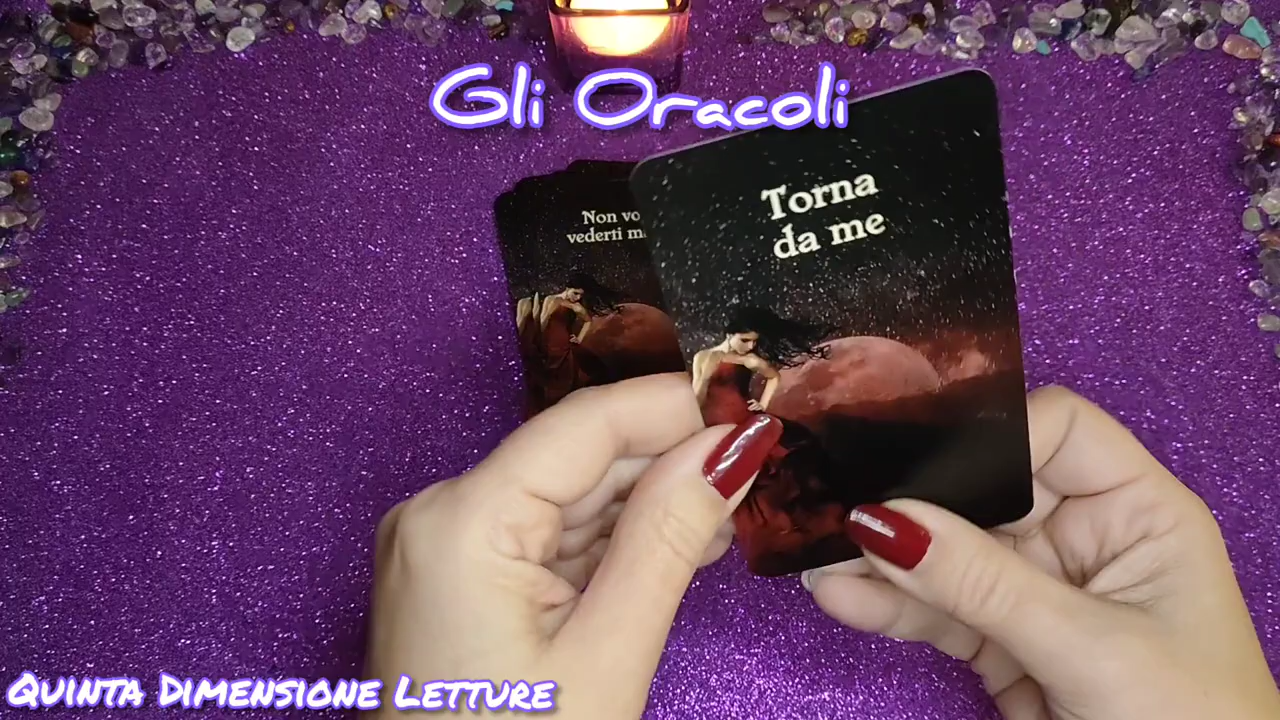 Gli Oracoli
Torna
da me
Non
vederti
Quinta Dimensione Letture